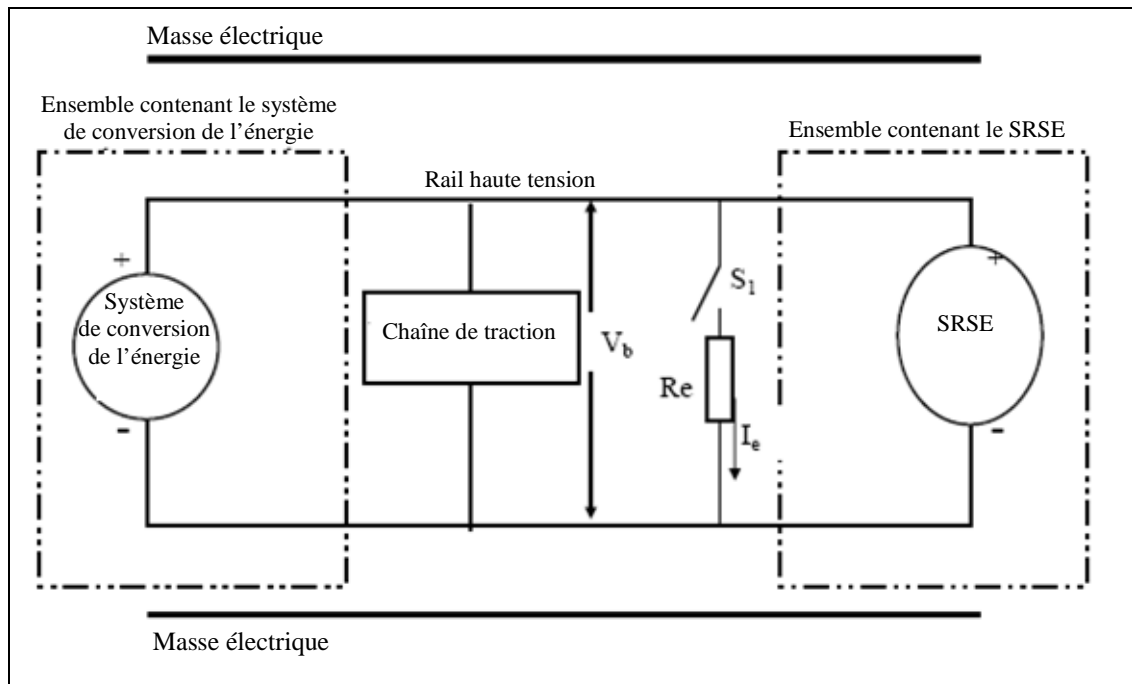 Masse électrique
Ensemble contenant le système
de conversion de l’énergie
Ensemble contenant le SRSE
Rail haute tension
+
Système
de conversion
de l’énergie
-
Chaîne de traction
V_b
S_1
Re
I_e
+
SRSE
-
Masse électrique